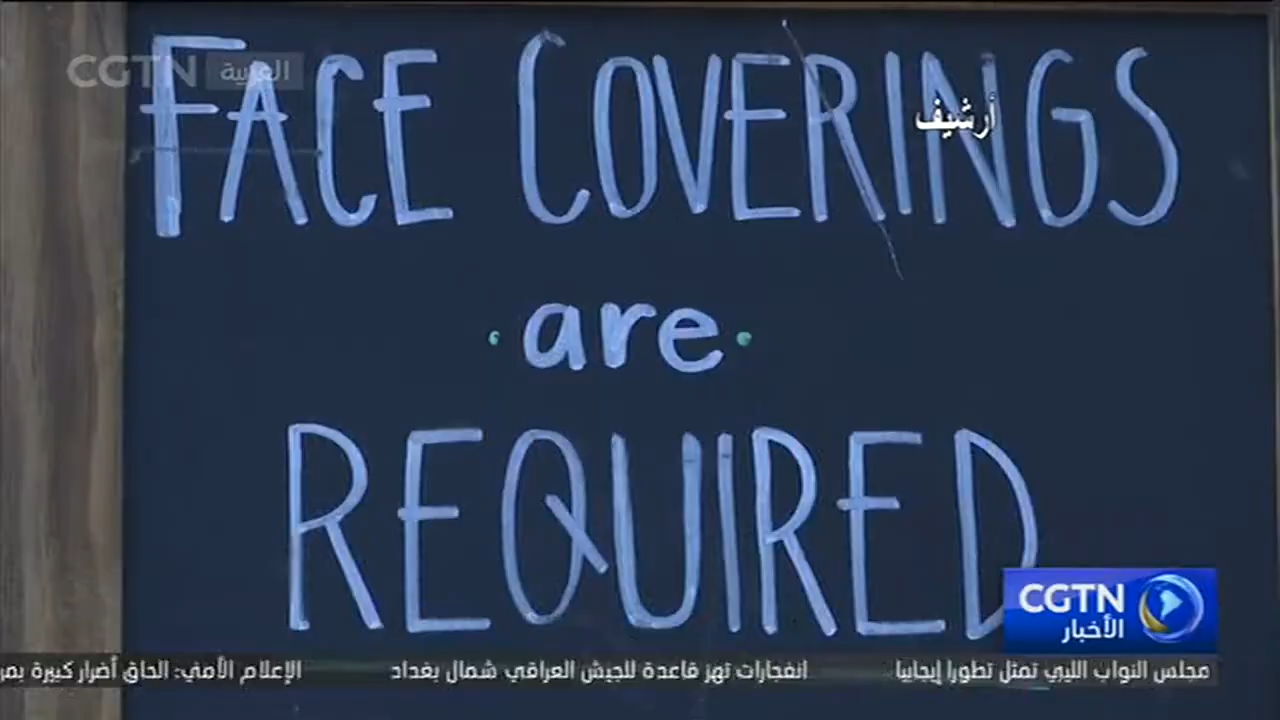 CGTN العربية
FACE COVERINGS
أرشيف
are
REQUIRED
CGTN
الأخبار
مجلس النواب الليبي تمثل تطورا إيجابيا
انفجارات تهز قاعدة للجيش العراقي شمال بغداد
الإعلام الأمني: الحاق أضرار كبيرة